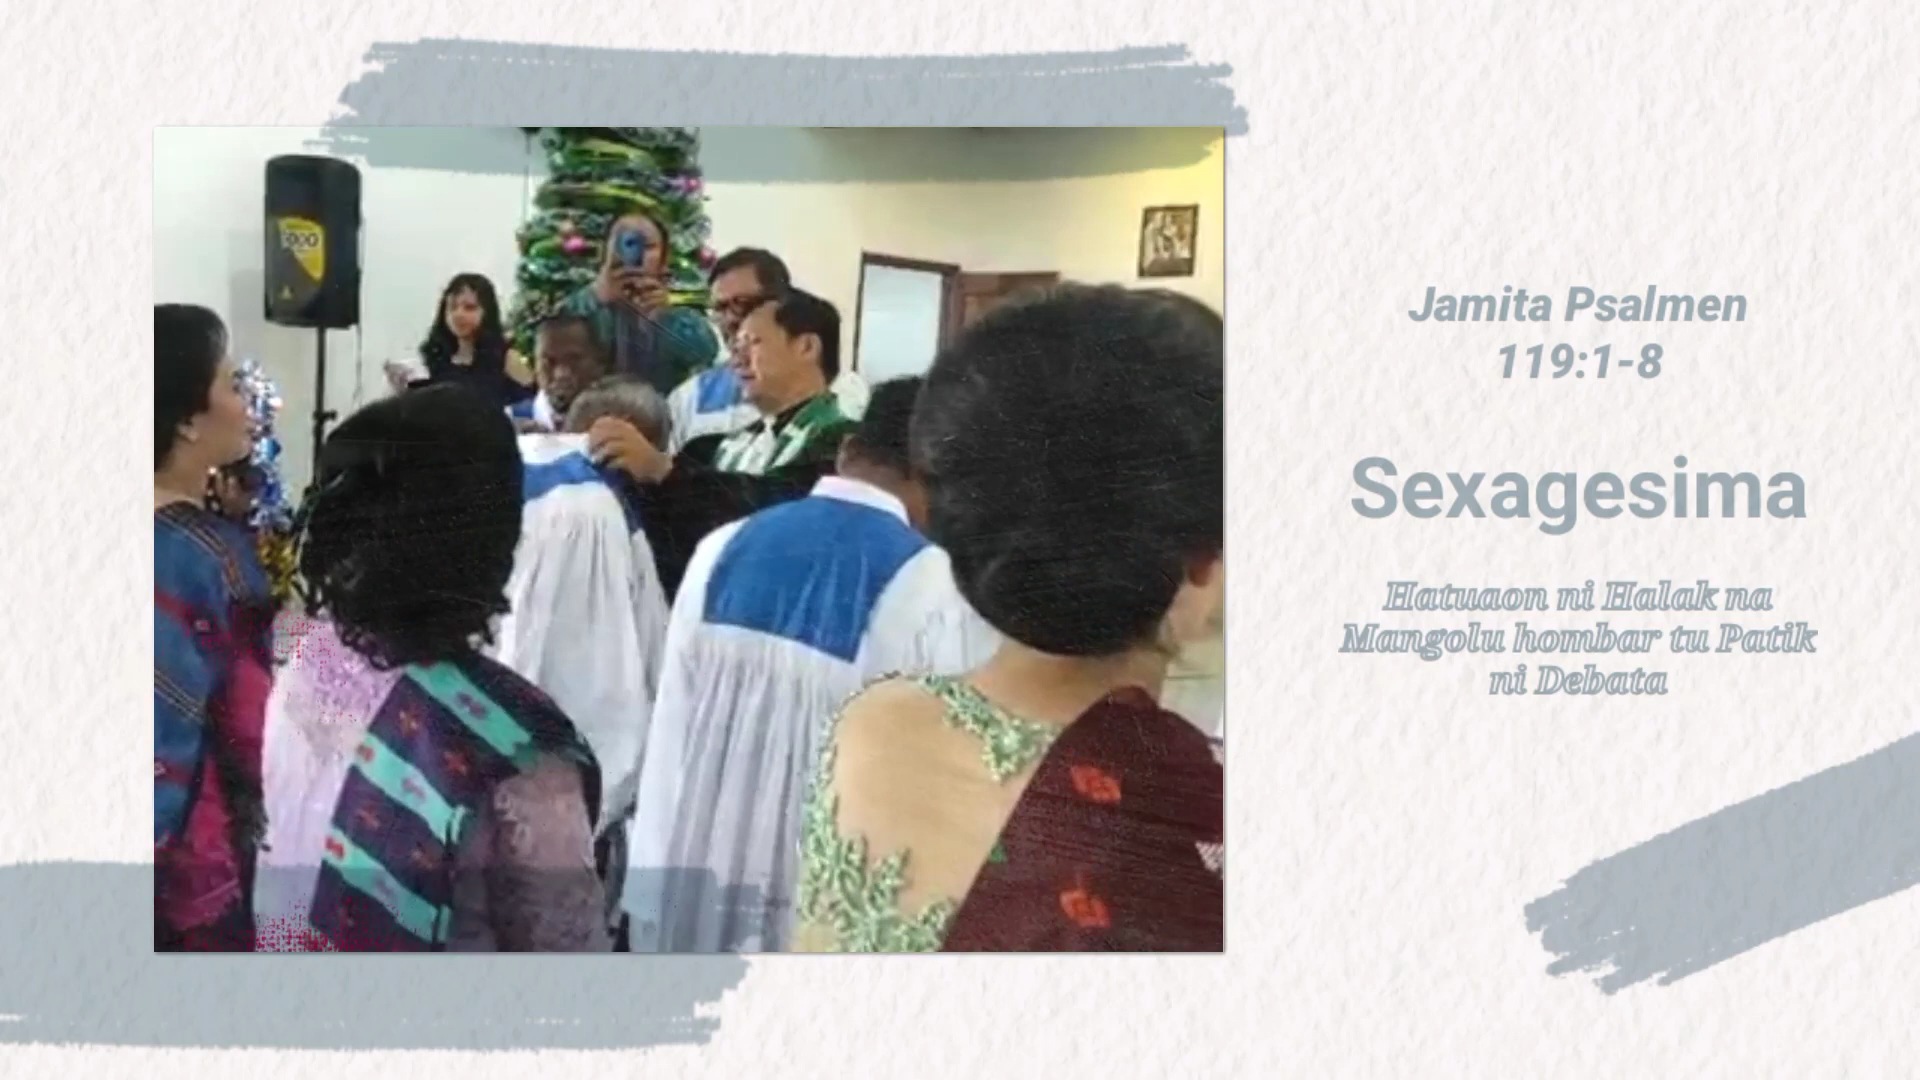 Jamita Psalmen
119:1-8
Sexagesima
Hatuaon ni Halak na
Mangolu hombar tu Patik
ni Debata